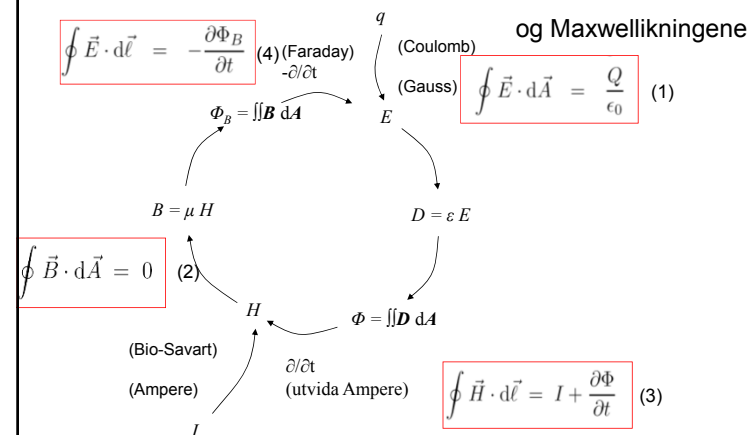 og Maxwellikningene
∮ E⃗ · dℓ⃗ = − ∂Φ_B / ∂t (4) (Faraday)
-∂/∂t
q
(Coulomb)
(Gauss)
∮ E⃗ · dA⃗ = Q / ϵ₀ (1)
Φ_B = ∫∫B dA
E
B = μ H
D = ε E
∮ B⃗ · dA⃗ = 0 (2)
H
Φ = ∫∫D dA
(Bio-Savart)
(Ampere)
∂/∂t
(utvida Ampere)
∮ H⃗ · dℓ⃗ = I + ∂Φ / ∂t (3)
I